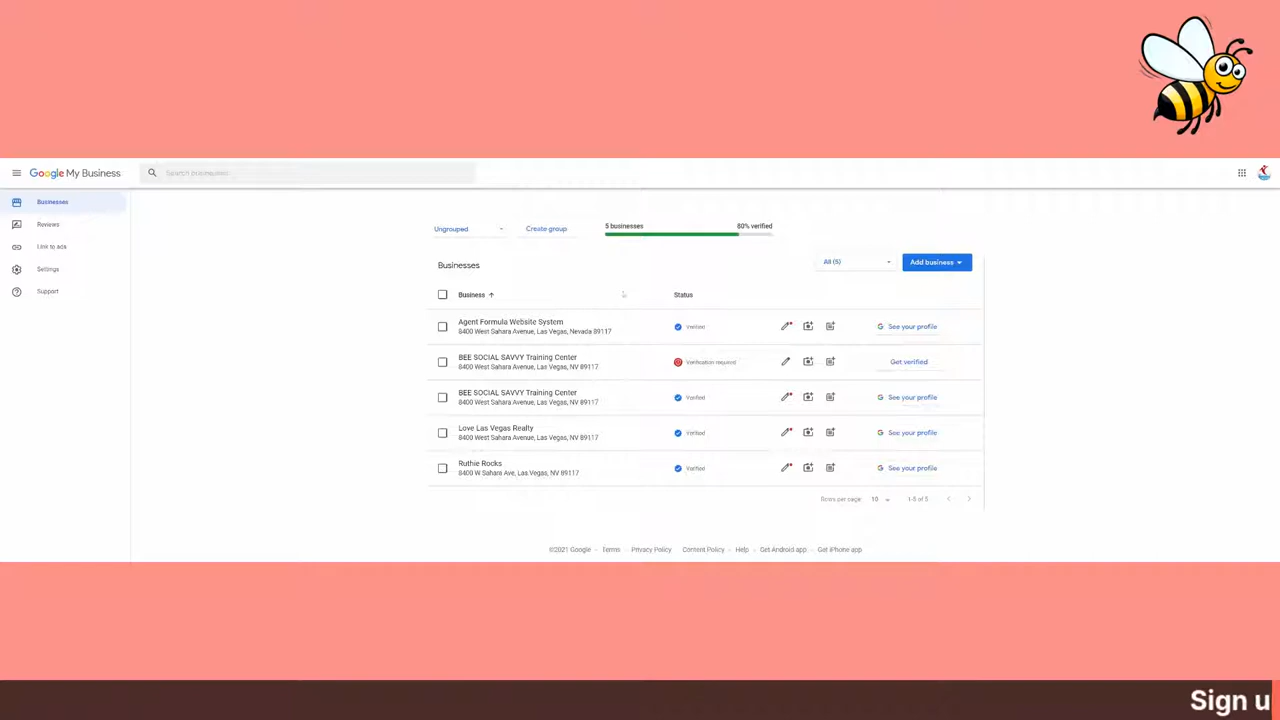 Google My Business
Search businesses
Businesses
Reviews
Link to ads
Settings
Support
Ungrouped
Create group
5 businesses
80% verified
Businesses
All (5)
Add business
Business
Status
Agent Formula Website System
8400 West Sahara Avenue, Las Vegas, Nevada 89117
Verified
See your profile
BEE SOCIAL SAVVY Training Center
8400 West Sahara Avenue, Las Vegas, NV 89117
Verification required
Get verified
BEE SOCIAL SAVVY Training Center
8400 West Sahara Avenue, Las Vegas, NV 89117
Verified
See your profile
Love Las Vegas Realty
8400 West Sahara Avenue, Las Vegas, NV 89117
Verified
See your profile
Ruthie Rocks
8400 W Sahara Ave, Las Vegas, NV 89117
Verified
See your profile
Rows per page: 10 1-5 of 5
©2021 Google - Terms - Privacy Policy - Content Policy - Help - Get Android app - Get iPhone app
Sign u